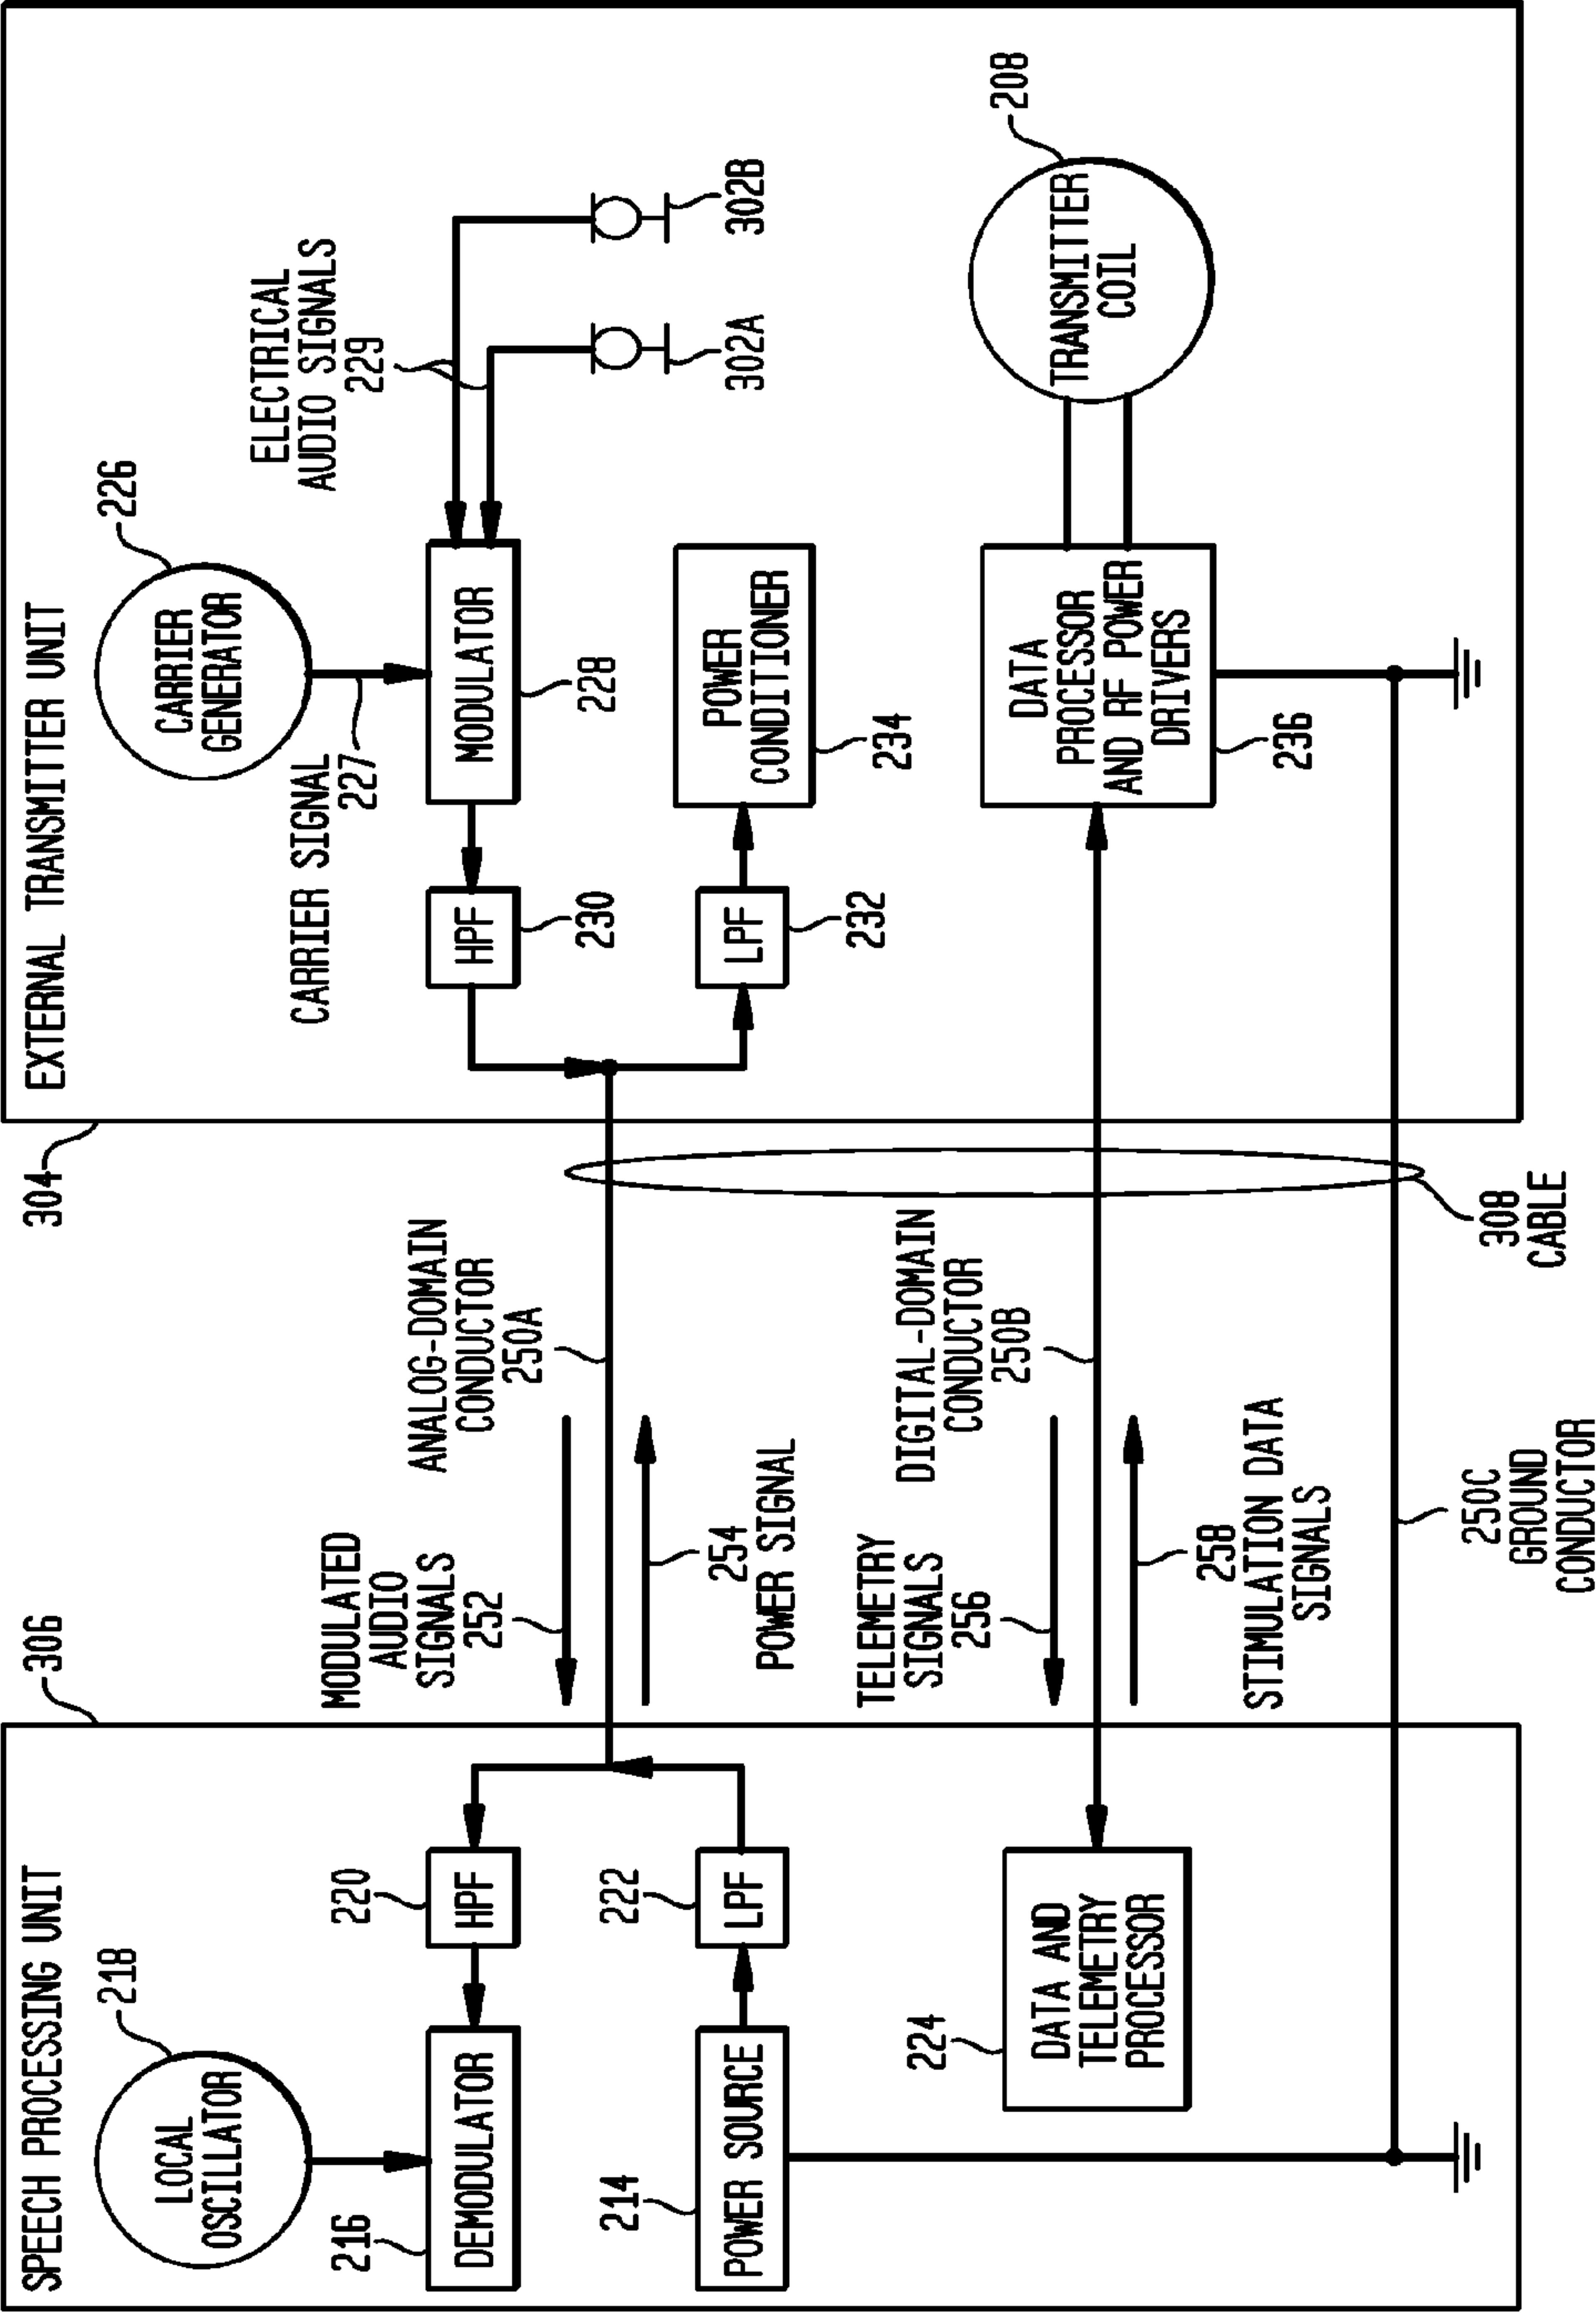 SPEECH PROCESSING UNIT
306
218
LOCAL
OSCILLATOR
216
DEMODULATOR
220
HPF
214
POWER SOURCE
222
LPF
224
DATA AND
TELEMETRY
PROCESSOR
MODULATED
AUDIO
SIGNALS
252
ANALOG-DOMAIN
CONDUCTOR
250A
254
POWER SIGNAL
TELEMETRY
SIGNALS
256
DIGITAL-DOMAIN
CONDUCTOR
250B
258
STIMULATION DATA
SIGNALS
250C
GROUND
CONDUCTOR
308
CABLE
304
EXTERNAL TRANSMITTER UNIT
226
CARRIER
GENERATOR
CARRIER SIGNAL
227
ELECTRICAL
AUDIO SIGNALS
229
HPF
230
MODULATOR
228
302A
302B
LPF
232
POWER
CONDITIONER
234
DATA
PROCESSOR
AND RF POWER
DRIVERS
236
TRANSMITTER
COIL
208